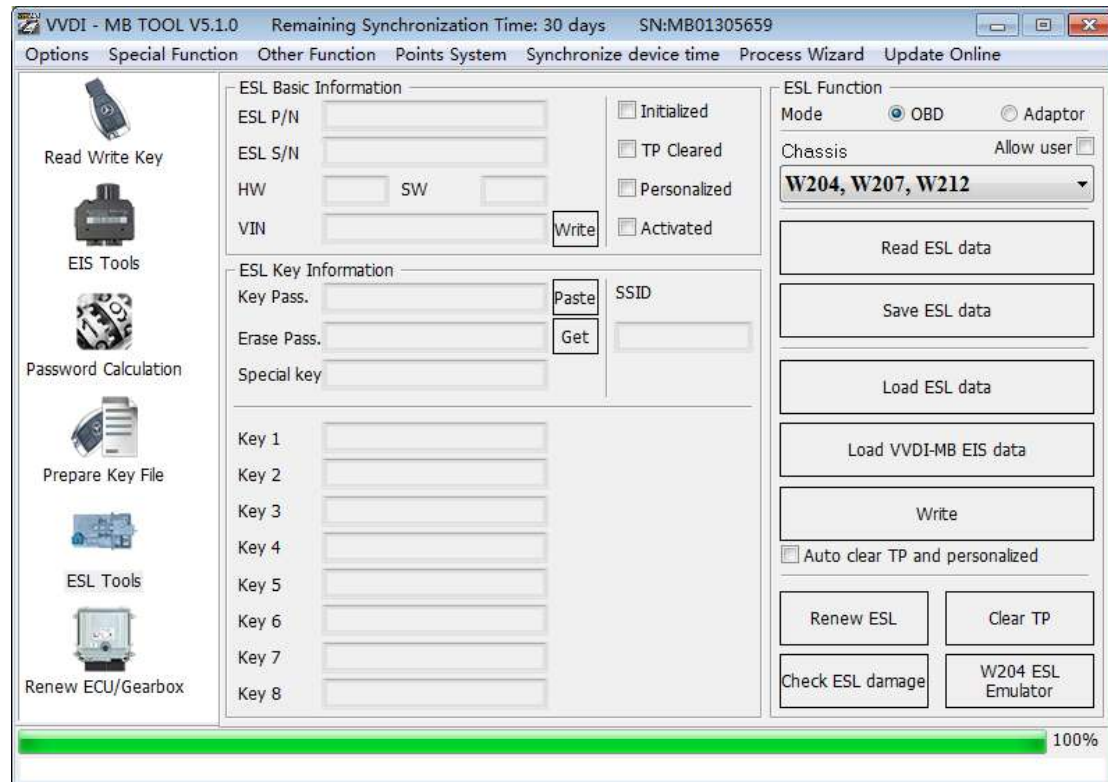 VVDI - MB TOOL V5.1.0 Remaining Synchronization Time: 30 days SN:MB01305659
Options Special Function Other Function Points System Synchronize device time Process Wizard Update Online
Read Write Key
EIS Tools
Password Calculation
Prepare Key File
ESL Tools
Renew ECU/Gearbox
ESL Basic Information
ESL P/N
ESL S/N
HW SW
VIN Write
Initialized
TP Cleared
Personalized
Activated
ESL Key Information
Key Pass. Paste
Erase Pass. Get
Special key
SSID
Key 1
Key 2
Key 3
Key 4
Key 5
Key 6
Key 7
Key 8
ESL Function
Mode OBD Adaptor
Chassis Allow user
W204, W207, W212
Read ESL data
Save ESL data
Load ESL data
Load VVDI-MB EIS data
Write
Auto clear TP and personalized
Renew ESL Clear TP
Check ESL damage W204 ESL
Emulator
100%